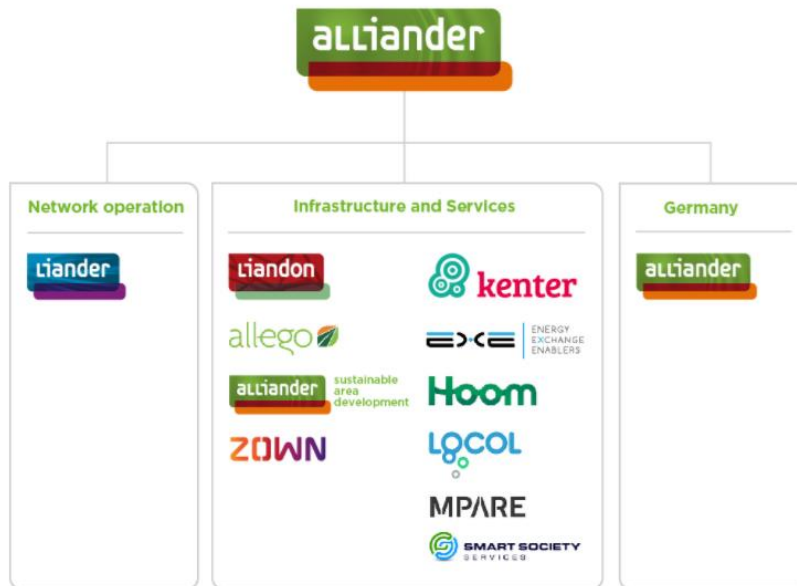 alliander
Network operation
liander
Infrastructure and Services
liandon
allego
alliander
sustainable
area
development
ZOWN
kenter
EXE
ENERGY
EXCHANGE
ENABLERS
Hoom
LOCOL
MPARE
SMART SOCIETY
SERVICES
Germany
alliander